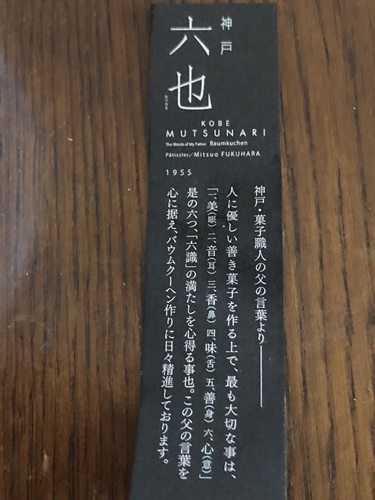 神戸
六也
むつなり
KOBE
MUTSUNARI
The Words of My Father Baumkuchen
Pâtissier/Mitsuo FUKUHARA
1955
神戸・菓子職人の父の言葉より
人に優しい善き菓子を作る上で、最も大切な事は、
「一、美(眼)二、音(耳)三、香(鼻)四、味(舌)五、善(身)六、心(意)」
是の六つ、「六識」の満たしを心得る事也。この父の言葉を
心に据え、バウムクーヘン作りに日々精進しております。